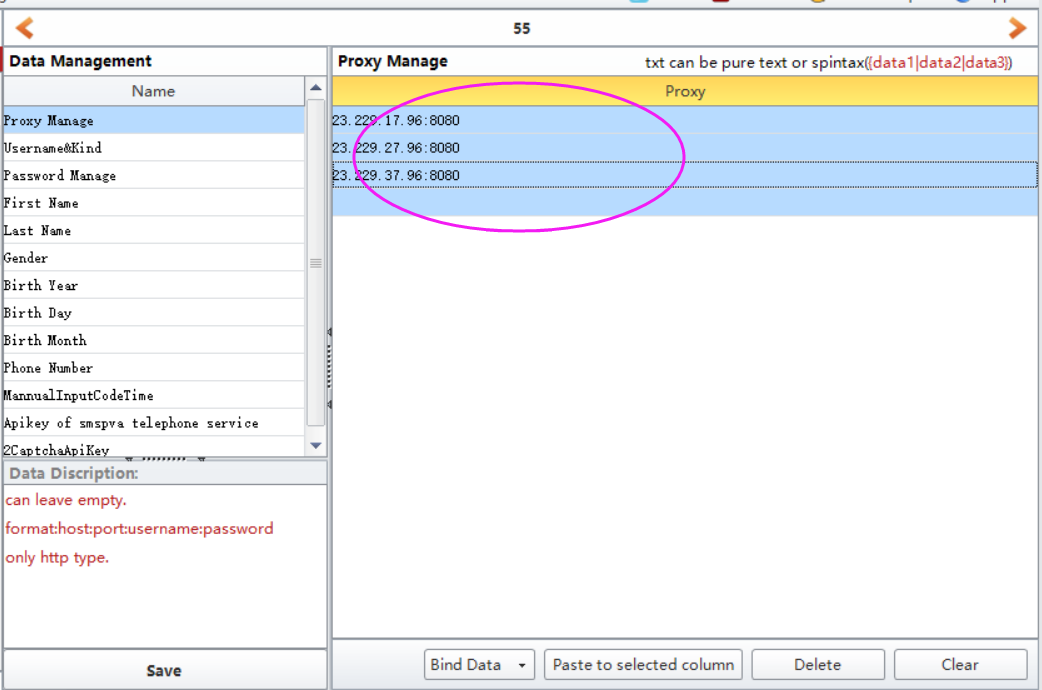 55
Data Management
Name
Proxy Manage
Username&Kind
Password Manage
First Name
Last Name
Gender
Birth Year
Birth Day
Birth Month
Phone Number
MannualInputCodeTime
Apikey of smspva telephone service
2CaptchaApiKey
Data Discription:
can leave empty.
format:host:port:username:password
only http type.
Save
Proxy Manage
txt can be pure text or spintax({data1|data2|data3})
Proxy
23.229.17.96:8080
23.229.27.96:8080
23.229.37.96:8080
Bind Data
Paste to selected column
Delete
Clear